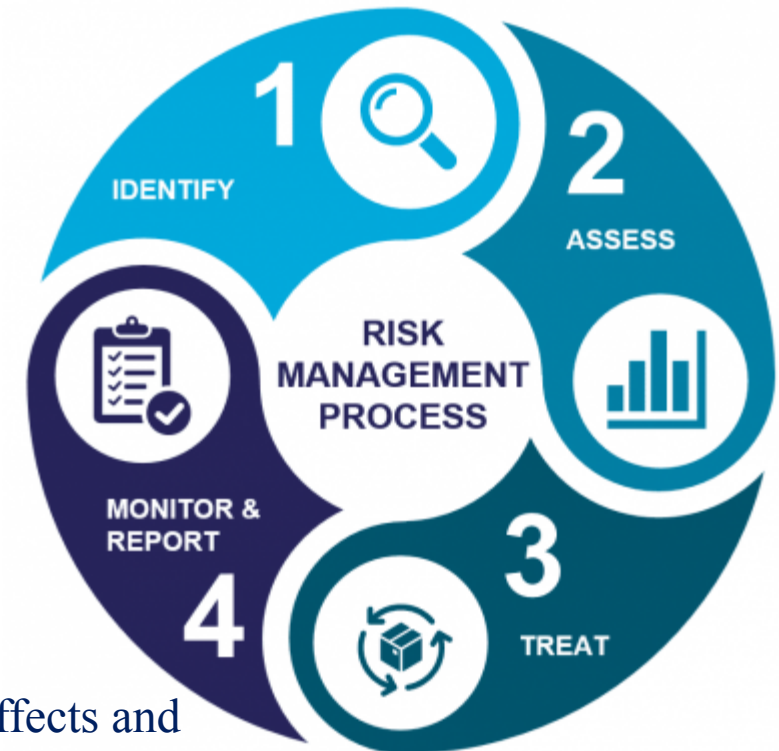 1
IDENTIFY
2
ASSESS
RISK
MANAGEMENT
PROCESS
3
TREAT
MONITOR &
REPORT
4
ffects and